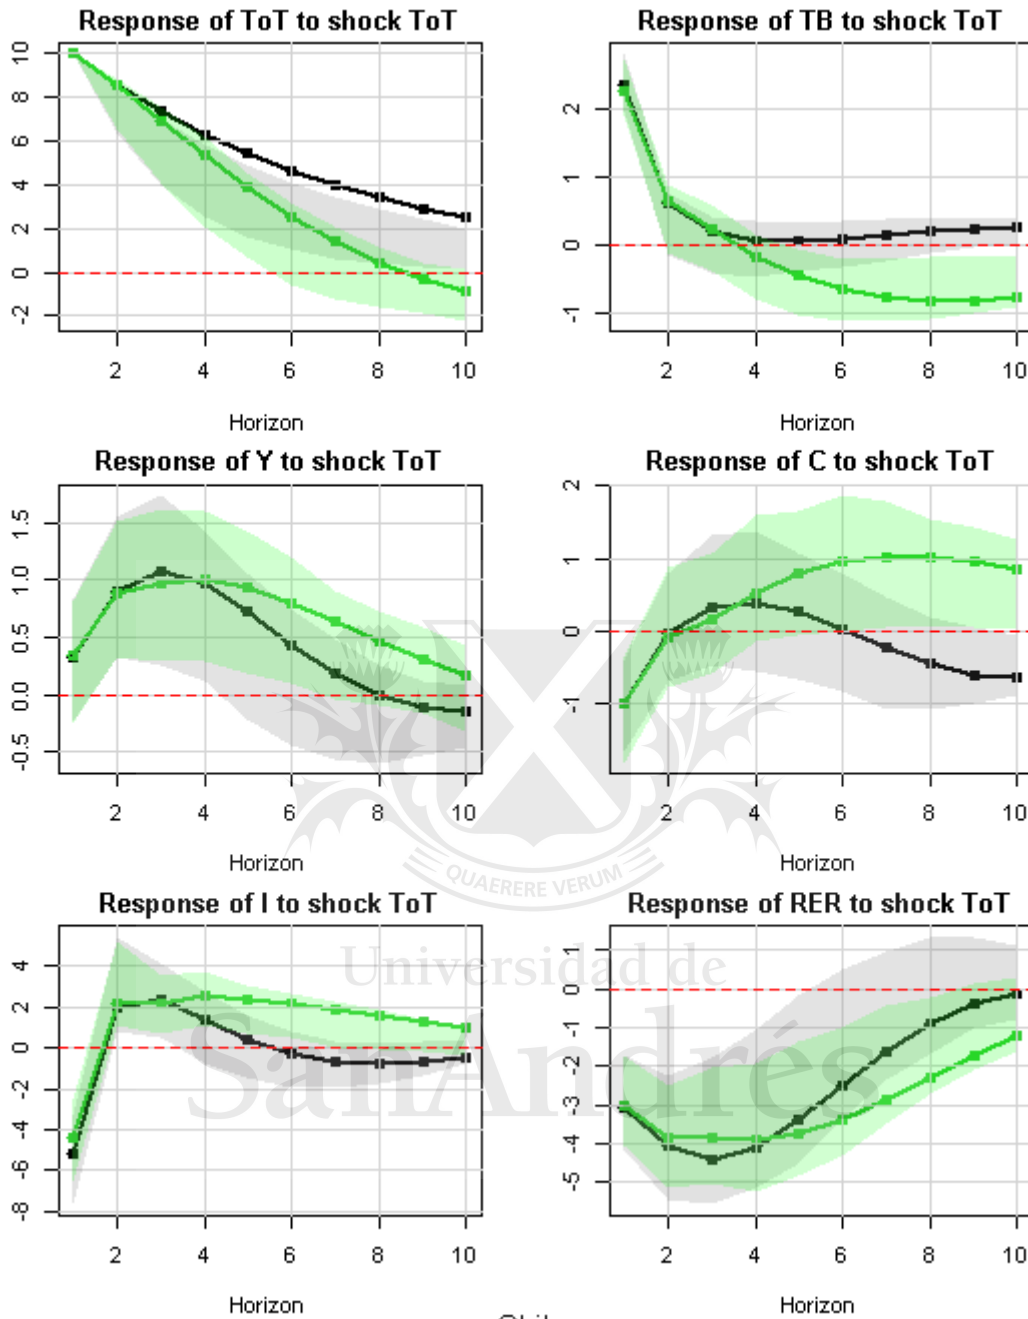 Response of ToT to shock ToT
10
8
6
4
2
0
-2
2 4 6 8 10
Horizon
Response of TB to shock ToT
2
1
0
-1
2 4 6 8 10
Horizon
Response of Y to shock ToT
1.5
1.0
0.5
0.0
-0.5
2 4 6 8 10
Horizon
Response of C to shock ToT
2
1
0
-1
2 4 6 8 10
Horizon
QUAERERE VERUM
Universidad de
SanAndrés
Response of I to shock ToT
4
2
0
-2
-4
-6
-8
2 4 6 8 10
Horizon
Response of RER to shock ToT
1
0
-1
-2
-3
-4
-5
2 4 6 8 10
Horizon